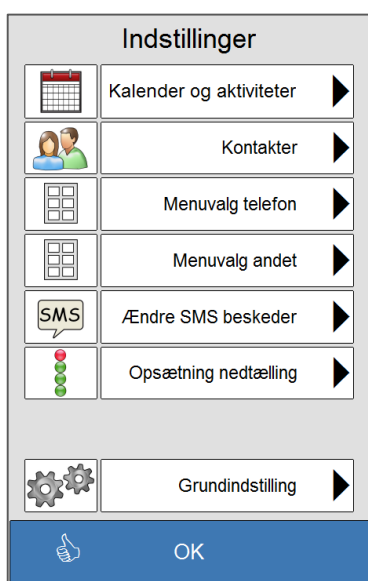 Indstillinger
Kalender og aktiviteter
Kontakter
Menuvalg telefon
Menuvalg andet
SMS Ændre SMS beskeder
Opsætning nedtælling
Grundindstilling
OK